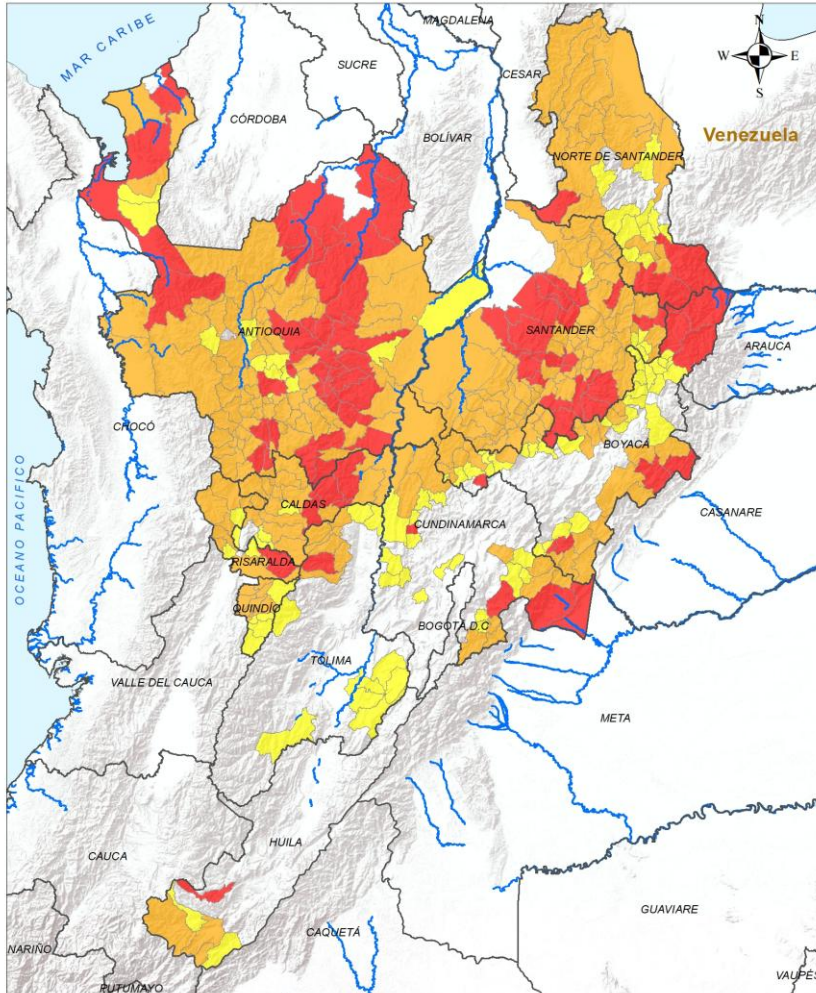 MAGDALENA
N
MAR CARIBE
SUCRE
W
E
CESAR
S
CÓRDOBA
BOLÍVAR
Venezuela
NORTE DE SANTANDER
ANTIOQUIA
SANTANDER
ARAUCA
CHOCÓ
BOYACÁ
OCEANO PACIFICO
CALDAS
CUNDINAMARCA
CASANARE
RISARALDA
QUINDÍO
BOGOTÁ D.C
TOLIMA
VALLE DEL CAUCA
META
HUILA
CAUCA
GUAVIARE
CAQUETÁ
NARIÑO
PUTUMAYO
VAUPÉS